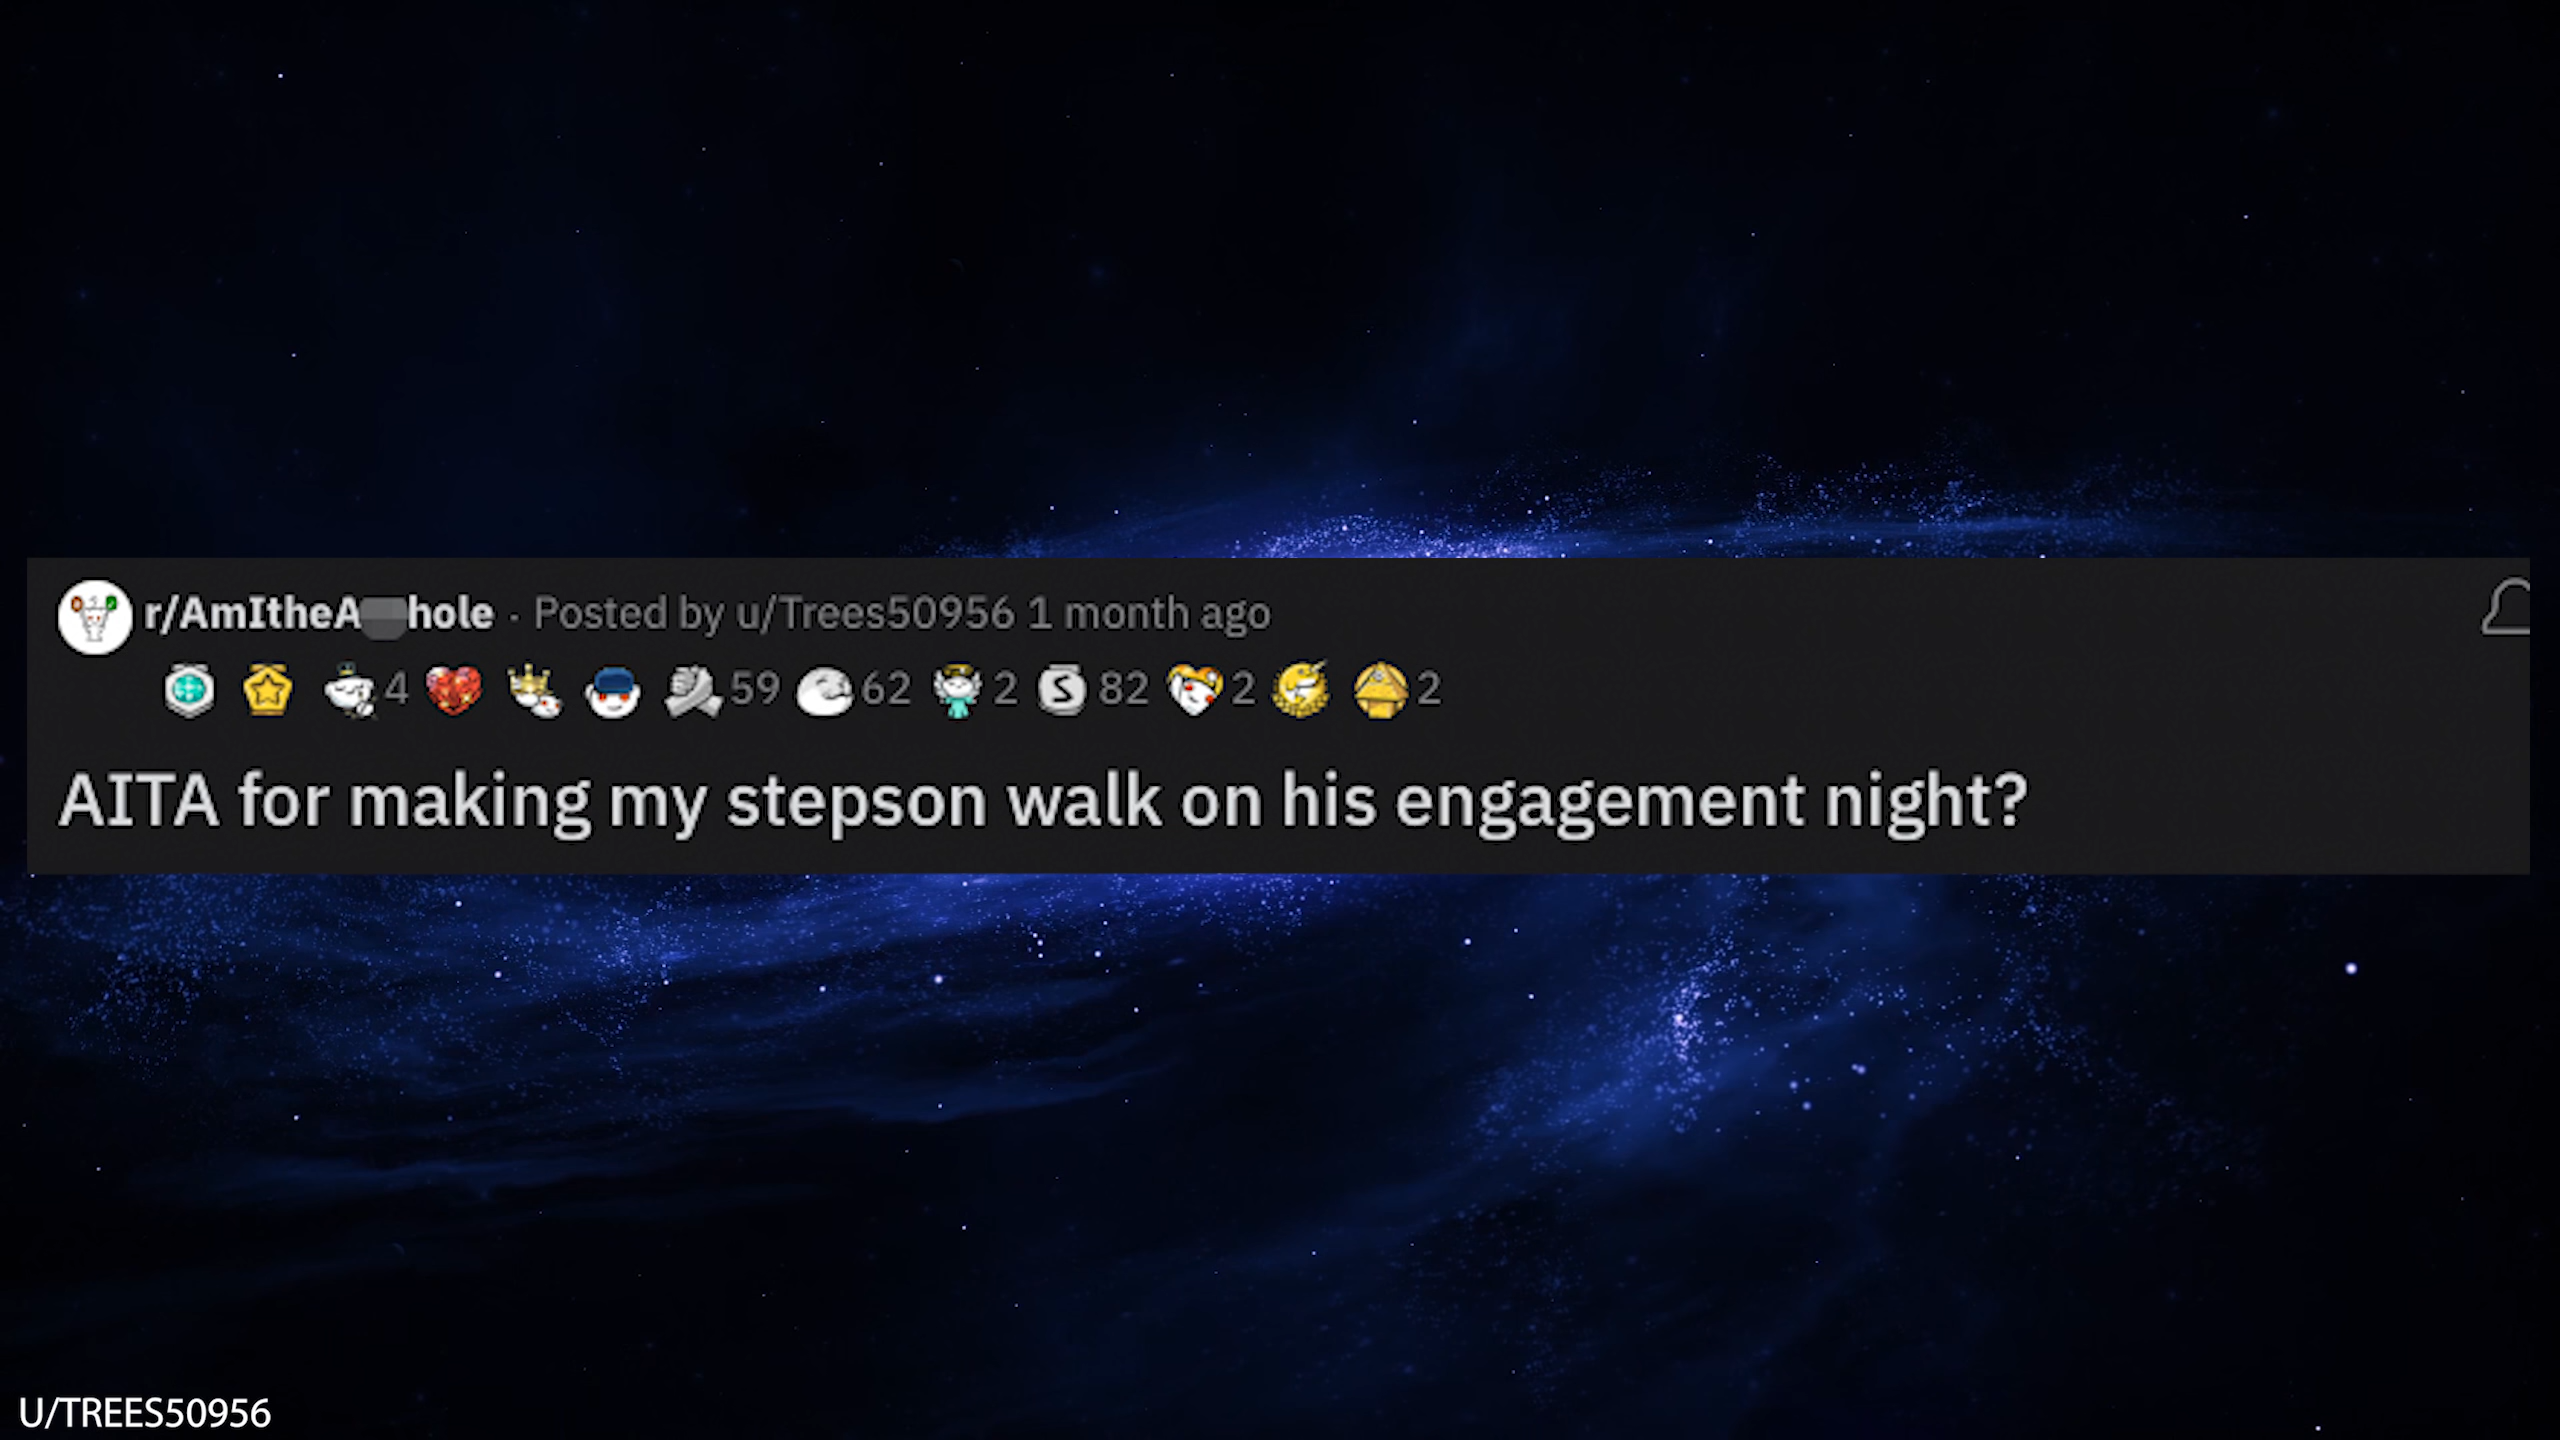 r/AmItheA hole · Posted by u/Trees50956 1 month ago
4 59 62 2 S 82 2 2
AITA for making my stepson walk on his engagement night?
U/TREES50956